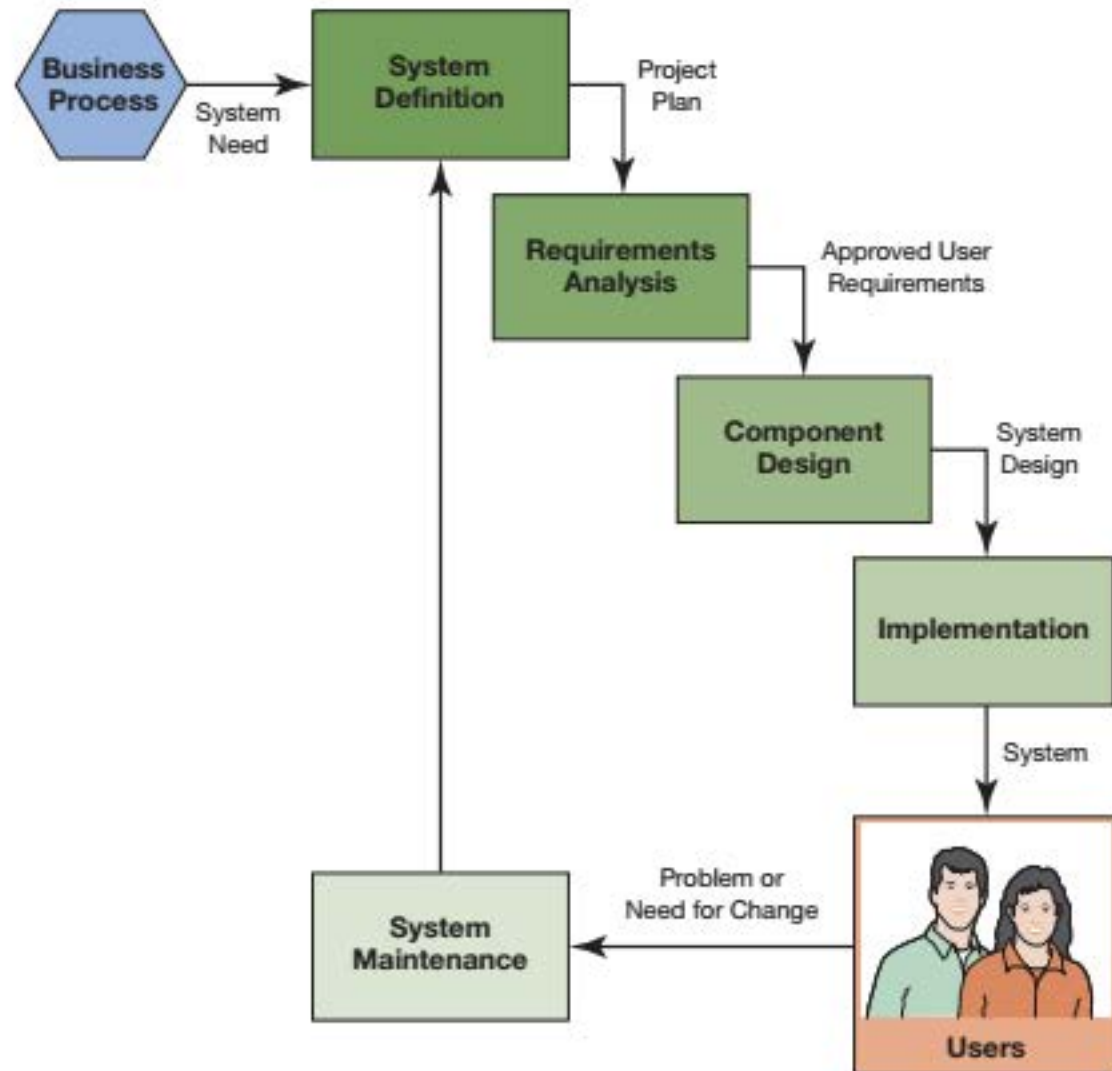 Business
Process
System
Need
System
Definition
Project
Plan
Requirements
Analysis
Approved User
Requirements
Component
Design
System
Design
Implementation
System
Users
Problem or
Need for Change
System
Maintenance